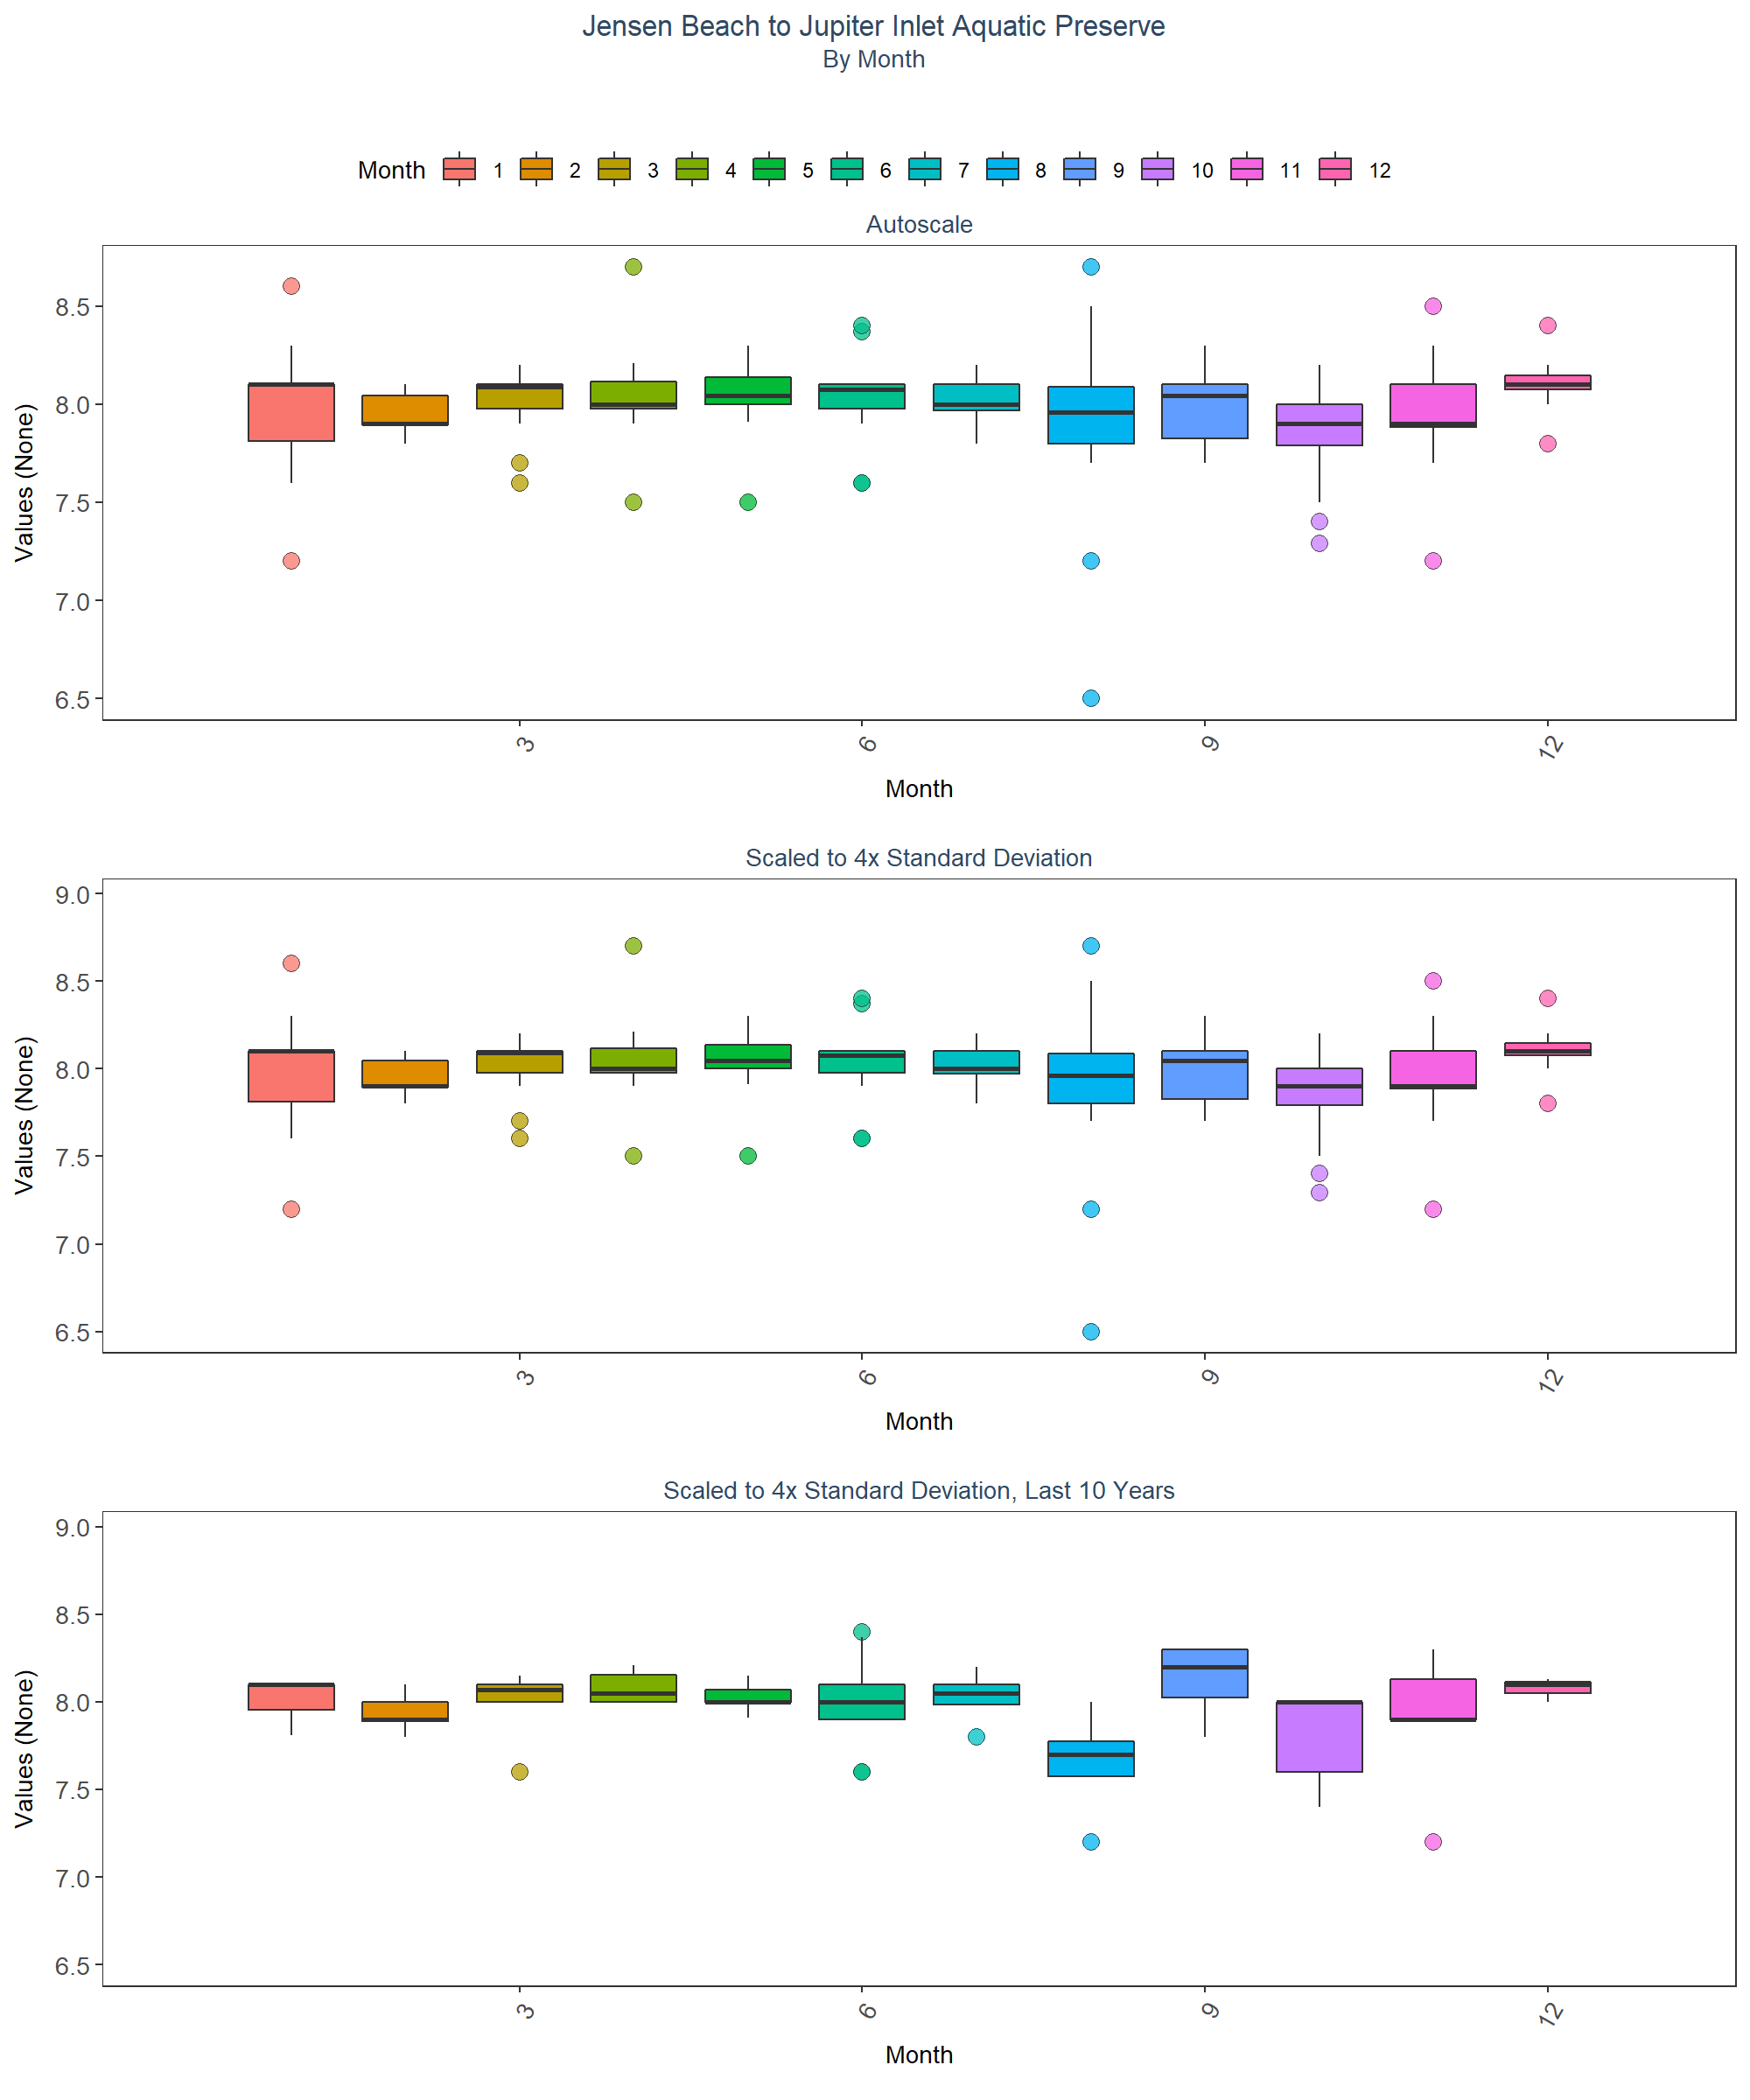 Jensen Beach to Jupiter Inlet Aquatic Preserve
By Month
Month 1 2 3 4 5 6 7 8 9 10 11 12
Autoscale
Values (None)
8.5
8.0
7.5
7.0
6.5
3 6 9 12
Month
Scaled to 4x Standard Deviation
Values (None)
9.0
8.5
8.0
7.5
7.0
6.5
3 6 9 12
Month
Scaled to 4x Standard Deviation, Last 10 Years
Values (None)
9.0
8.5
8.0
7.5
7.0
6.5
3 6 9 12
Month